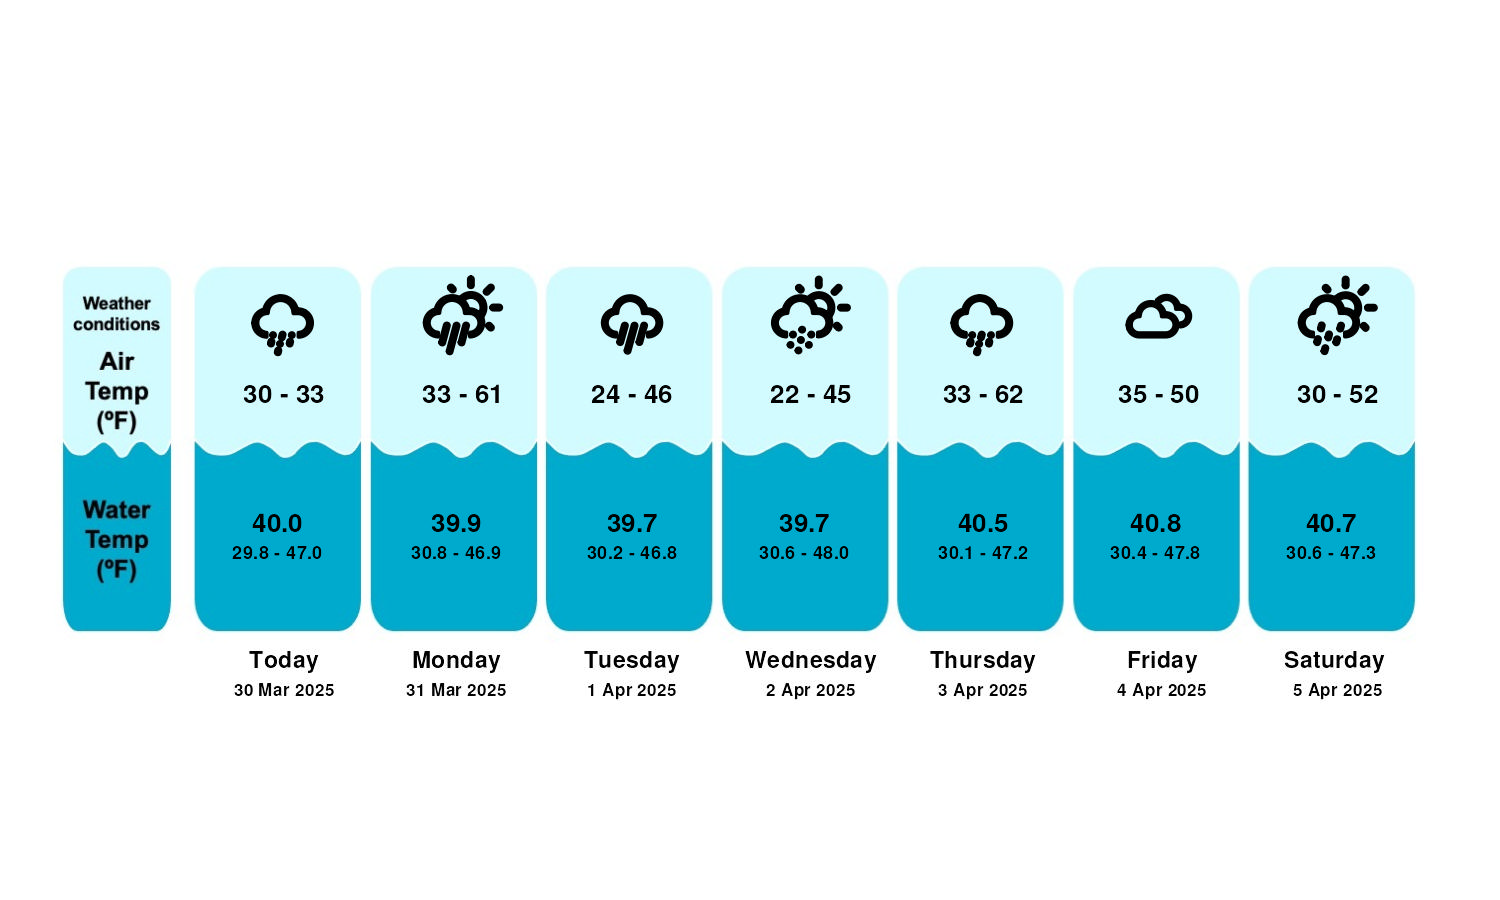 Weather
conditions
Air
Temp
(ºF)
Water
Temp
(ºF)
30 - 33
40.0
29.8 - 47.0
Today
30 Mar 2025
33 - 61
39.9
30.8 - 46.9
Monday
31 Mar 2025
24 - 46
39.7
30.2 - 46.8
Tuesday
1 Apr 2025
22 - 45
39.7
30.6 - 48.0
Wednesday
2 Apr 2025
33 - 62
40.5
30.1 - 47.2
Thursday
3 Apr 2025
35 - 50
40.8
30.4 - 47.8
Friday
4 Apr 2025
30 - 52
40.7
30.6 - 47.3
Saturday
5 Apr 2025